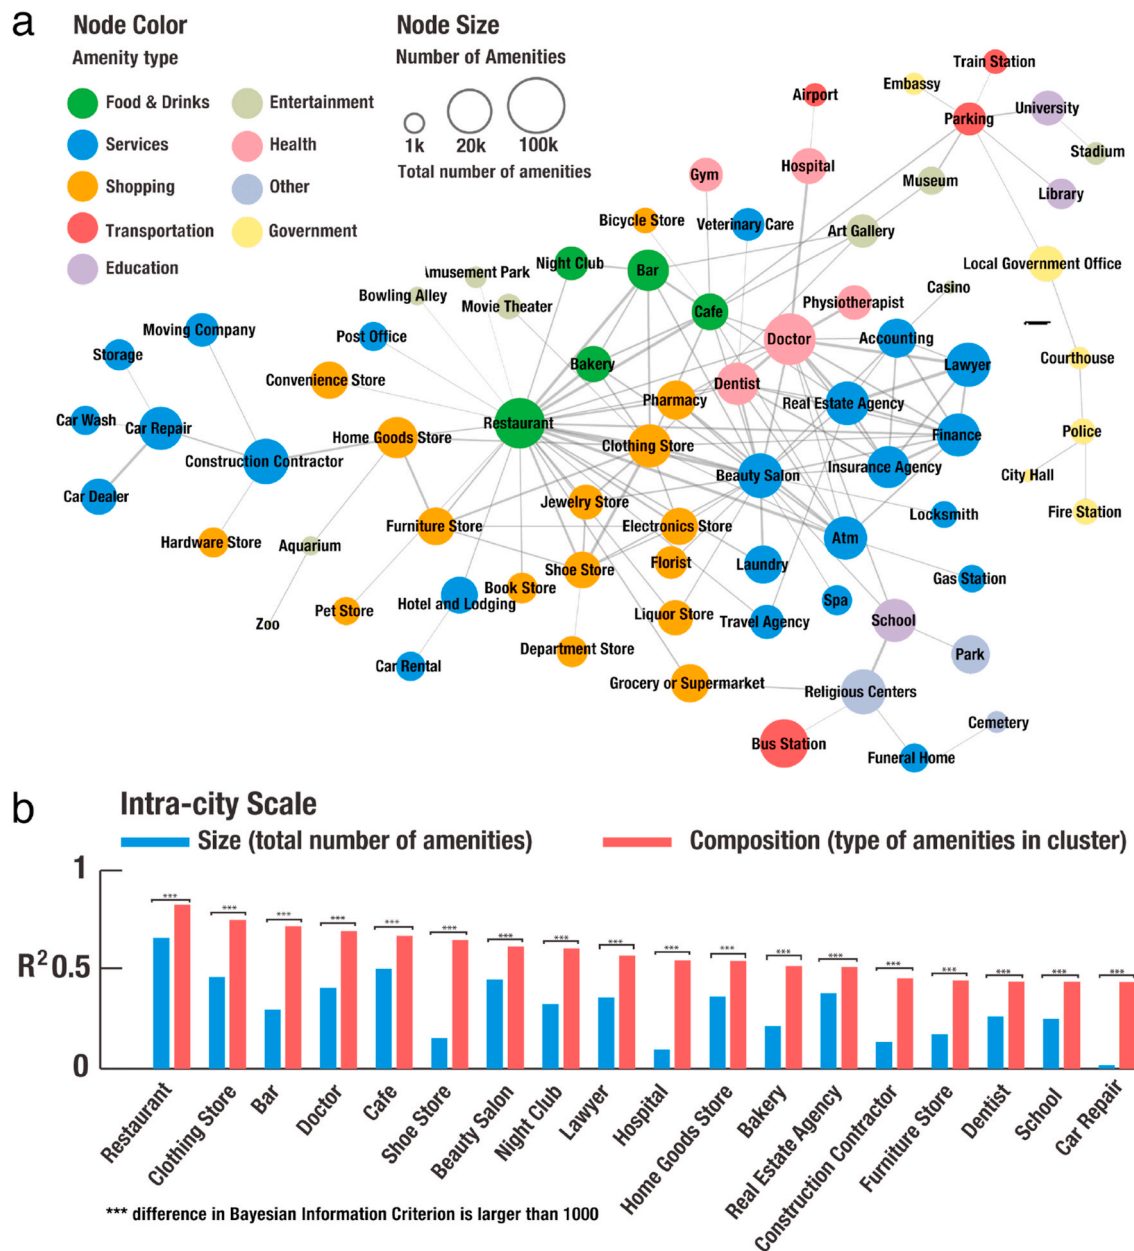 a
Node Color
Amenity type
Food & Drinks
Services
Shopping
Transportation
Education
Entertainment
Health
Other
Government
Node Size
Number of Amenities
1k
20k
100k
Total number of amenities
Train Station
Embassy
Airport
Parking
University
Stadium
Hospital
Gym
Museum
Library
Bicycle Store
Veterinary Care
Art Gallery
Night Club
Bar
Local Government Office
Amusement Park
Casino
Bowling Alley
Movie Theater
Cafe
Physiotherapist
Moving Company
Post Office
Doctor
Accounting
Storage
Courthouse
Bakery
Lawyer
Convenience Store
Dentist
Pharmacy
Real Estate Agency
Car Wash
Car Repair
Restaurant
Home Goods Store
Clothing Store
Finance
Police
Construction Contractor
Beauty Salon
Insurance Agency
City Hall
Car Dealer
Jewelry Store
Furniture Store
Electronics Store
Locksmith
Fire Station
Hardware Store
Aquarium
Atm
Florist
Laundry
Shoe Store
Gas Station
Book Store
Hotel and Lodging
Spa
Pet Store
Zoo
Liquor Store
Travel Agency
School
Department Store
Park
Car Rental
Grocery or Supermarket
Religious Centers
Cemetery
Bus Station
Funeral Home
b
Intra-city Scale
Size (total number of amenities)
Composition (type of amenities in cluster)
1
R² 0.5
0
*** *** *** *** *** *** *** *** *** *** *** *** *** *** *** *** *** ***
Restaurant
Clothing Store
Bar
Doctor
Cafe
Shoe Store
Beauty Salon
Night Club
Lawyer
Hospital
Home Goods Store
Bakery
Real Estate Agency
Construction Contractor
Furniture Store
Dentist
School
Car Repair
*** difference in Bayesian Information Criterion is larger than 1000